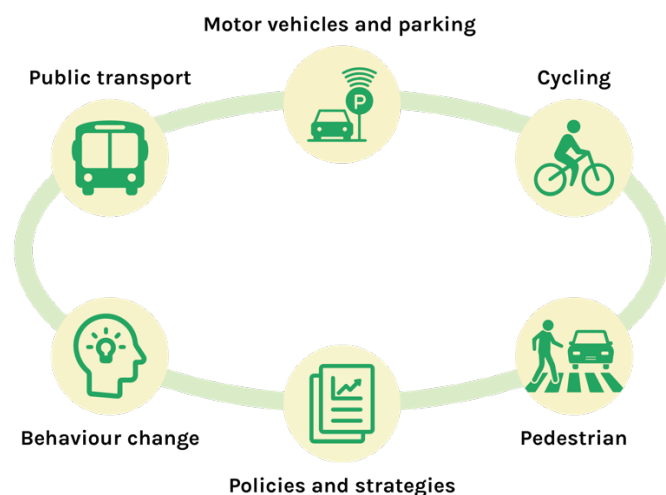 Motor vehicles and parking
Public transport
Cycling
P
Behaviour change
Pedestrian
Policies and strategies